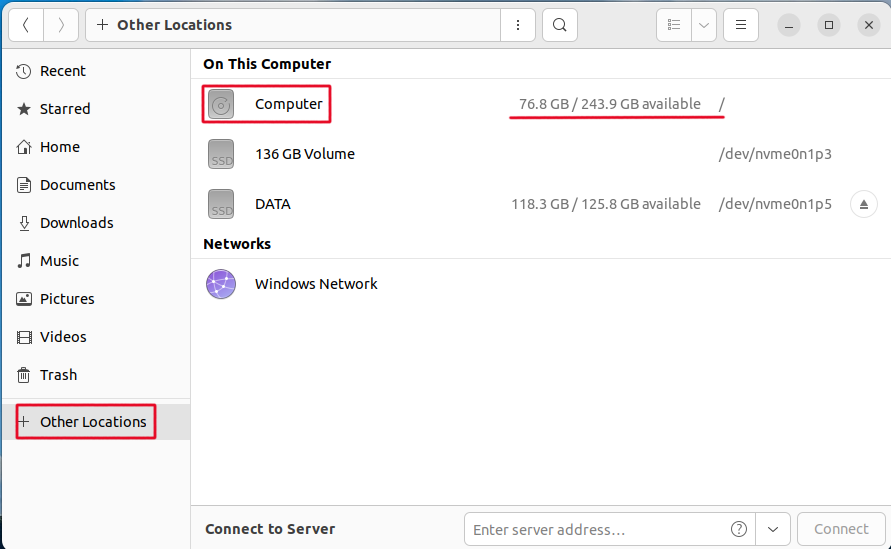 Other Locations
Recent
Starred
Home
Documents
Downloads
Music
Pictures
Videos
Trash
Other Locations
On This Computer
Computer 76.8 GB / 243.9 GB available /
SSD 136 GB Volume /dev/nvme0n1p3
SSD DATA 118.3 GB / 125.8 GB available /dev/nvme0n1p5
Networks
Windows Network
Connect to Server Enter server address… ? Connect